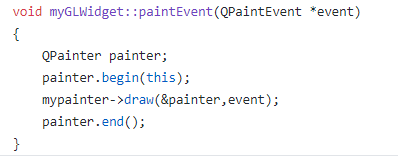 void myGLWidget::paintEvent(QPaintEvent *event)
{
    QPainter painter;
    painter.begin(this);
    mypainter->draw(&painter,event);
    painter.end();
}